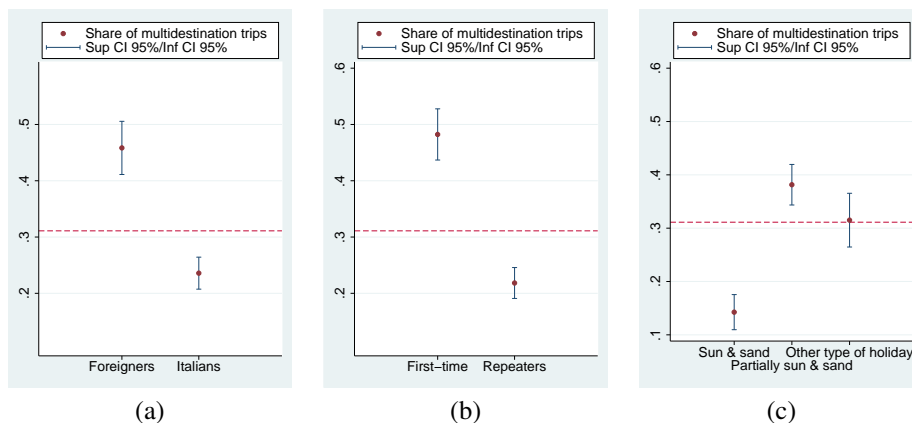 Share of multidestination trips
Sup CI 95%/Inf CI 95%
.5
.4
.3
.2
Foreigners Italians
(a)
Share of multidestination trips
Sup CI 95%/Inf CI 95%
.6
.5
.4
.3
.2
First−time Repeaters
(b)
Share of multidestination trips
Sup CI 95%/Inf CI 95%
.6
.5
.4
.3
.2
.1
Sun & sand Other type of holiday
Partially sun & sand
(c)